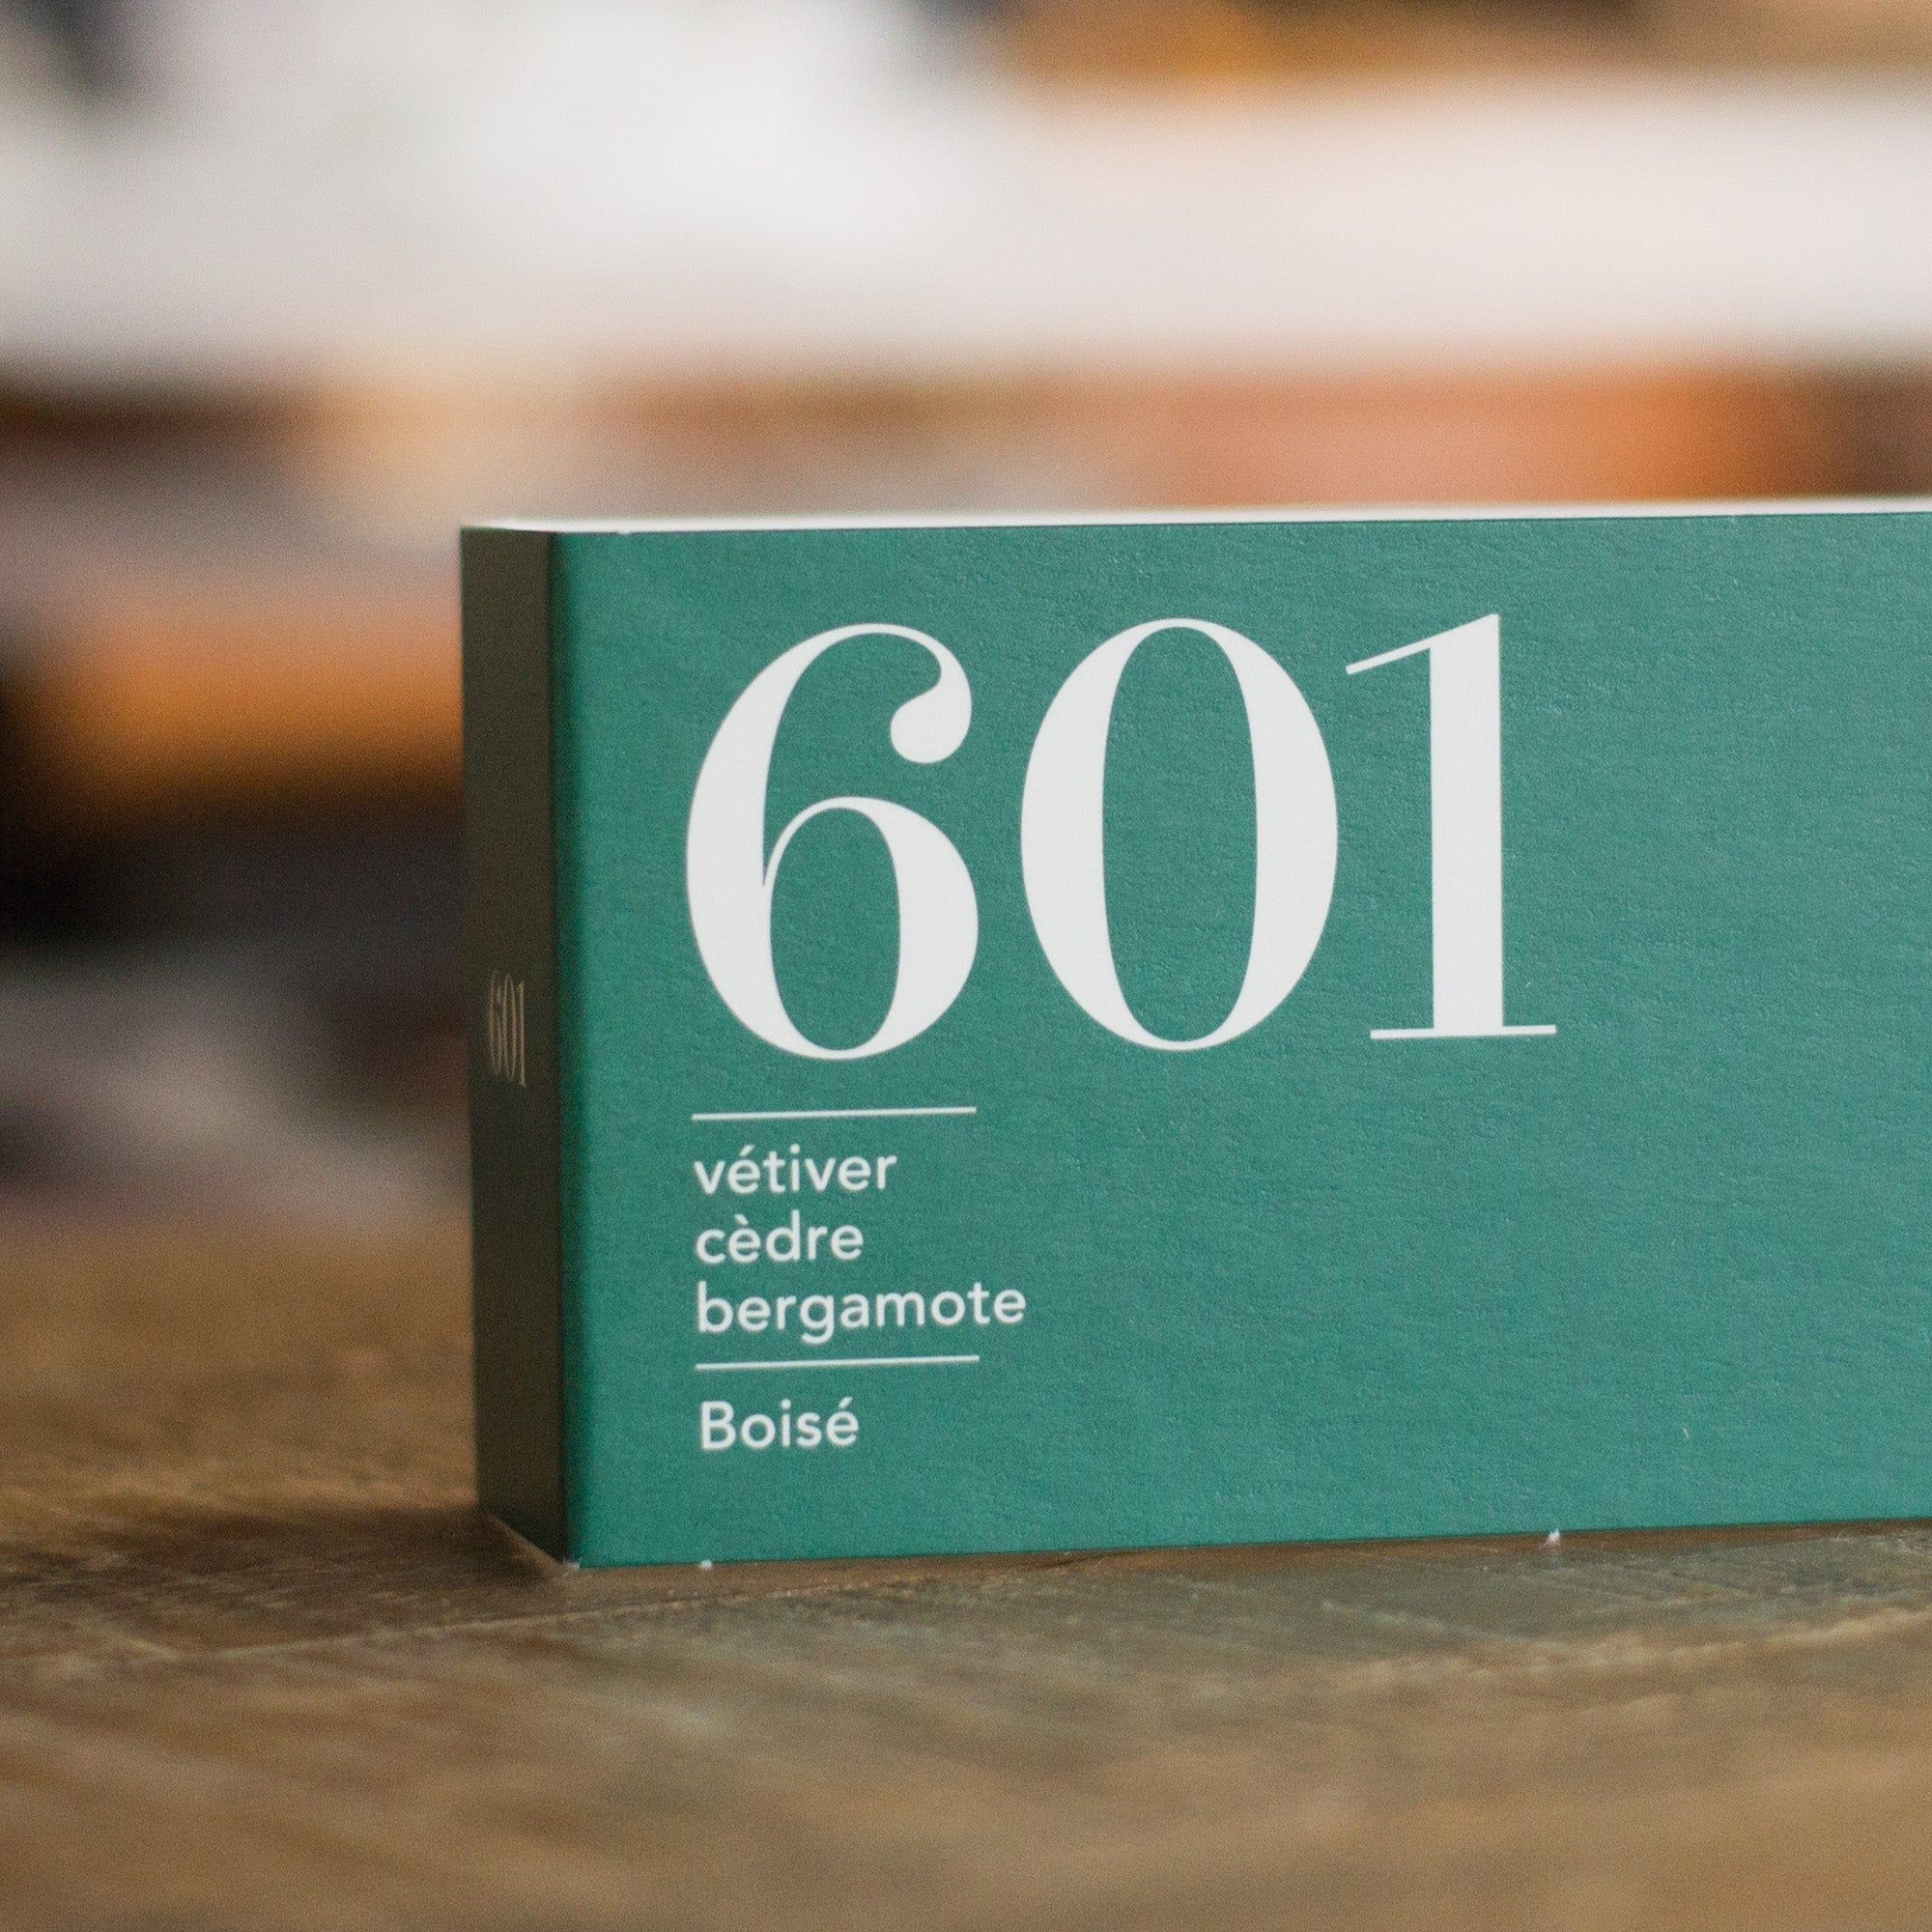 601
601
vétiver
cèdre
bergamote
Boisé